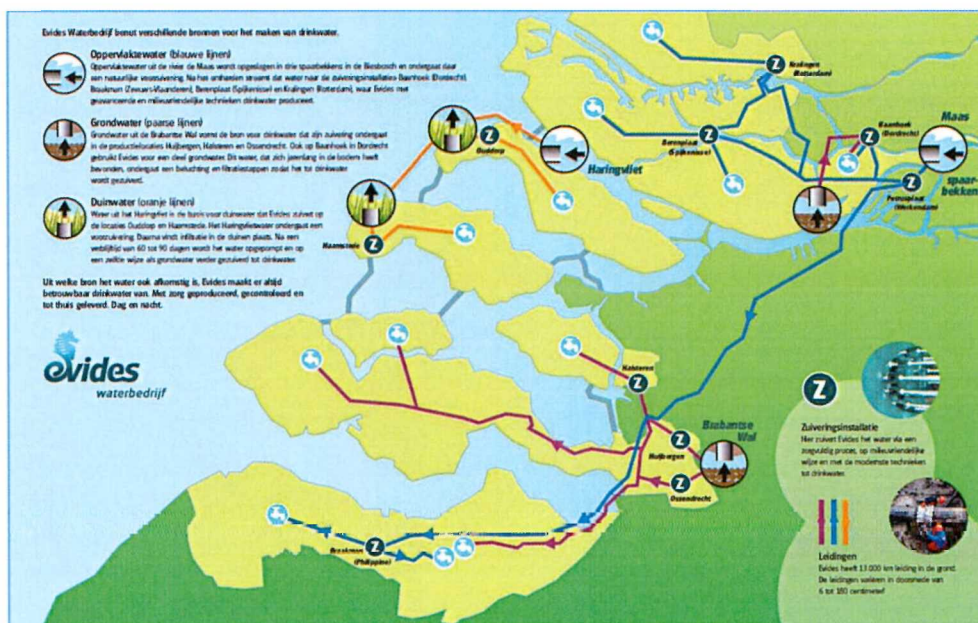 Evides Waterbedrijf benut verschillende bronnen voor het maken van drinkwater.
Oppervlaktewater (blauwe lijnen)
Oppervlaktewater uit de rivier de Maas wordt opgeslagen in drie spaarbekkens in de Biesbosch en ondergaat daar
een natuurlijke voorzuivering. Na het ontharden stroomt dat water naar de zuiveringsinstallaties Baanhoek (Dordrecht),
Braakman (Zeeuws-Vlaanderen), Berenplaat (Spijkenisse) en Kralingen (Rotterdam), waar Evides met
geavanceerde en milieuvriendelijke technieken drinkwater produceert.
Grondwater (paarse lijnen)
Grondwater uit de Brabantse Wal vormt de bron voor drinkwater dat zijn zuivering ondergaat
in de productielocaties Huijbergen, Halsteren en Ossendrecht. Ook op Baanhoek in Dordrecht
gebruikt Evides voor een deel grondwater. Dit water, dat zich jarenlang in de bodem heeft
bevonden, ondergaat een beluchting en filtratiestappen zodat het tot drinkwater
wordt gezuiverd.
Duinwater (oranje lijnen)
Water uit het Haringvliet is de basis voor duinwater dat Evides zuivert op
de locaties Ouddorp en Haamstede. Het Haringvlietwater ondergaat een
voorzuivering. Daarna vindt infiltratie in de duinen plaats. Na een
verblijftijd van 60 tot 90 dagen wordt het water opgepompt en op
een zelfde wijze als grondwater verder gezuiverd tot drinkwater.
Uit welke bron het water ook afkomstig is, Evides maakt er altijd
betrouwbaar drinkwater van. Met zorg geproduceerd, gecontroleerd en
tot thuis geleverd. Dag en nacht.
evides
waterbedrijf
Z
Kralingen
(Rotterdam)
Z
Ouddorp
Haringvliet
Z
Berenplaat
(Spijkenisse)
Z
Baanhoek
(Dordrecht)
Maas
spaar-
bekken
Z
Petrusplaat
(Werkendam)
Z
Haamstede
Halsteren
Z
Brabantse
Wal
Z
Huijbergen
Z
Ossendrecht
Z
Braakman
(Philippine)
Z
Zuiveringsinstallatie
Hier zuivert Evides het water via een
zorgvuldig proces, op milieuvriendelijke
wijze en met de modernste technieken
tot drinkwater.
Leidingen
Evides heeft 13.000 km leiding in de grond.
De leidingen variëren in doorsnede van
6 tot 180 centimeter!